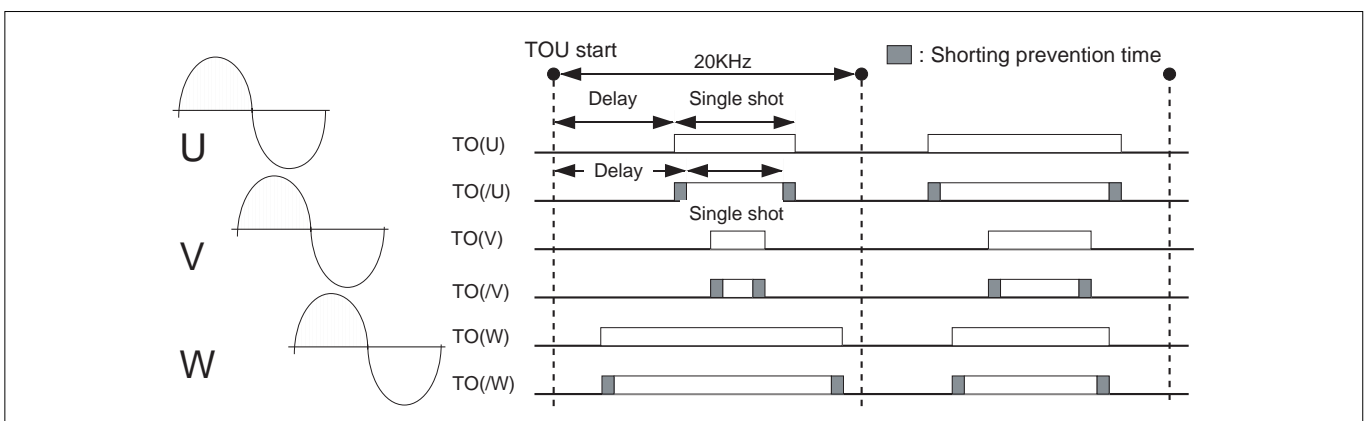 TOU start
20KHz
: Shorting prevention time
Delay
Single shot
U
TO(U)
Delay
TO(/U)
Single shot
TO(V)
V
TO(/V)
TO(W)
W
TO(/W)